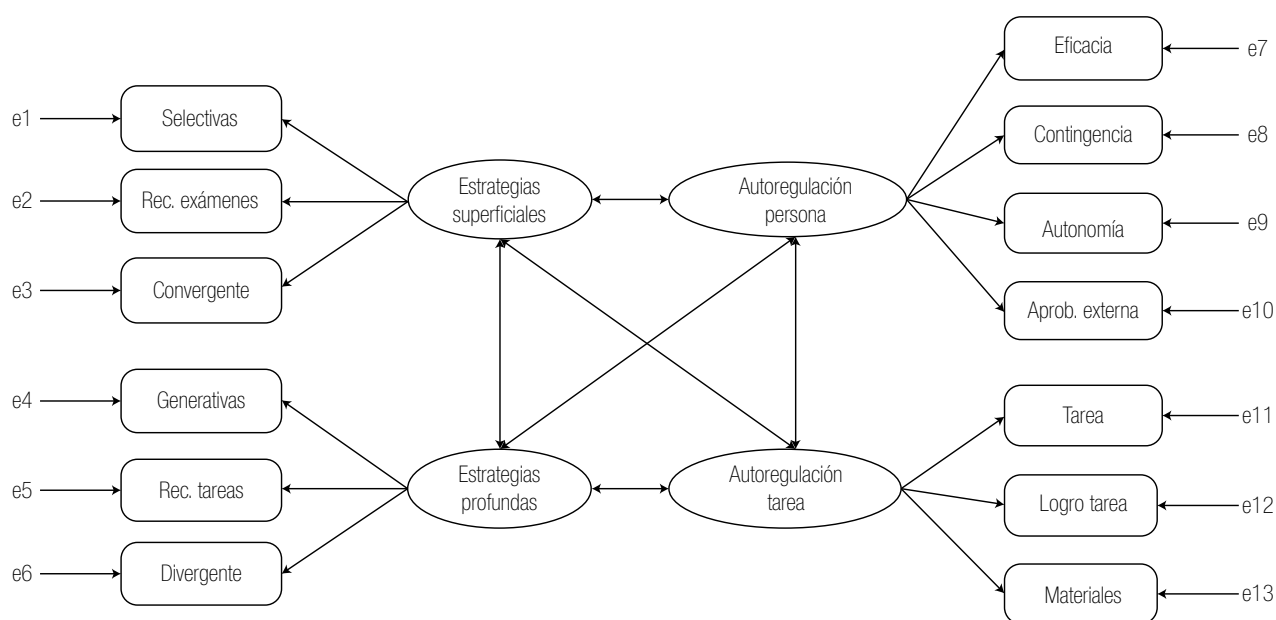 e1
Selectivas
e2
Rec. exámenes
e3
Convergente
e4
Generativas
e5
Rec. tareas
e6
Divergente
Estrategias
superficiales
Estrategias
profundas
Autoregulación
persona
Autoregulación
tarea
Eficacia
e7
Contingencia
e8
Autonomía
e9
Aprob. externa
e10
Tarea
e11
Logro tarea
e12
Materiales
e13